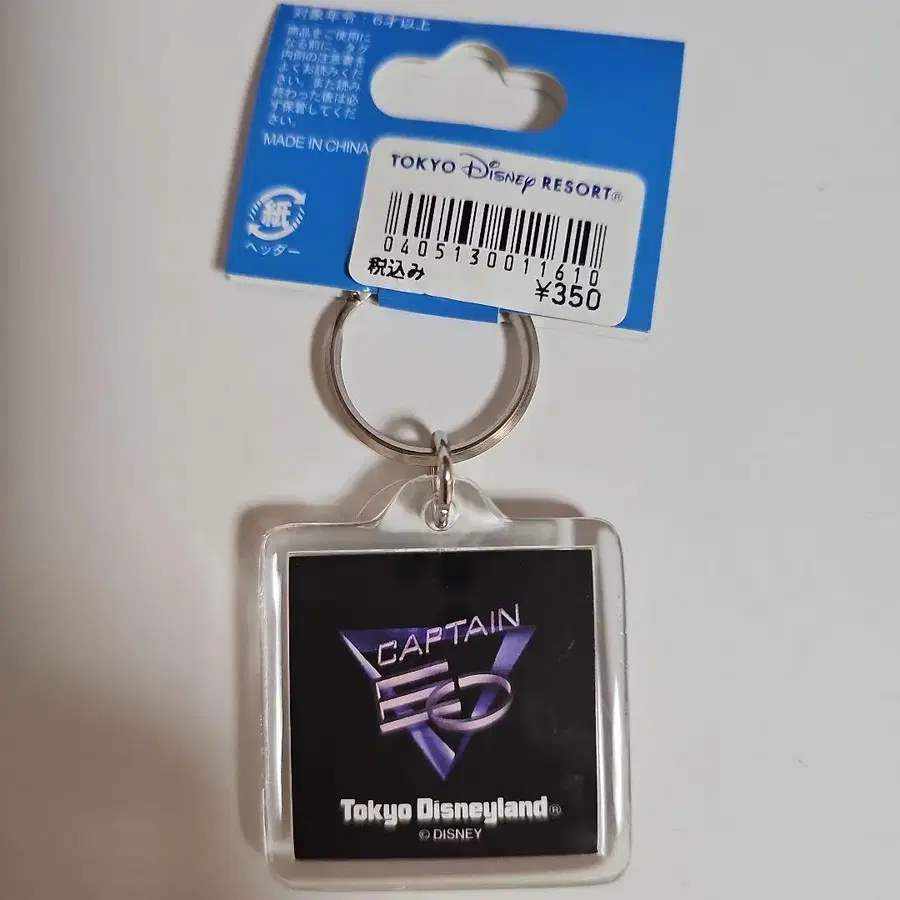 対象年令：6才以上
商品をご使用に
なる前に、タグ
内側の注意書を
よくお読みくだ
さい。また読み
終わった後は必
ず保管してくだ
さい。
MADE IN CHINA
紙
ヘッダー
TOKYO Disney RESORT®
0405130011610
税込み
¥350
CAPTAIN
EO
Tokyo Disneyland®
© DISNEY